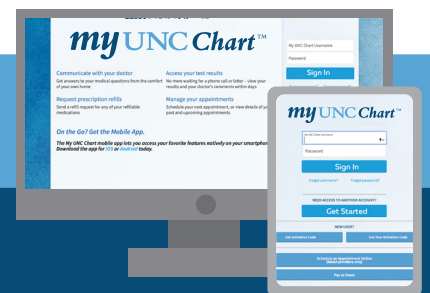 my UNC Chart™
Communicate with your doctor
Get answers to your medical questions from the comfort
of your own home
Access your test results
No more waiting for a phone call or letter – view your
results and your doctor's comments within days
Request prescription refills
Send a refill request for any of your refillable
medications
Manage your appointments
Schedule your next appointment, or view details of yo
past and upcoming appointments
On the Go? Get the Mobile App.
The My UNC Chart mobile app lets you access your favorite features natively on your smartphon
Download the app for iOS or Android today.
My UNC Chart Username
Password
Sign In
my UNC Chart™
My UNC Chart Username
Password
Sign In
Forgot username? Forgot password?
NEED ACCESS TO ANOTHER ACCOUNT?
Get Started
NEW USER?
Get Activation Code
Use Your Activation Code
Schedule an Appointment Online
Pay as Guest